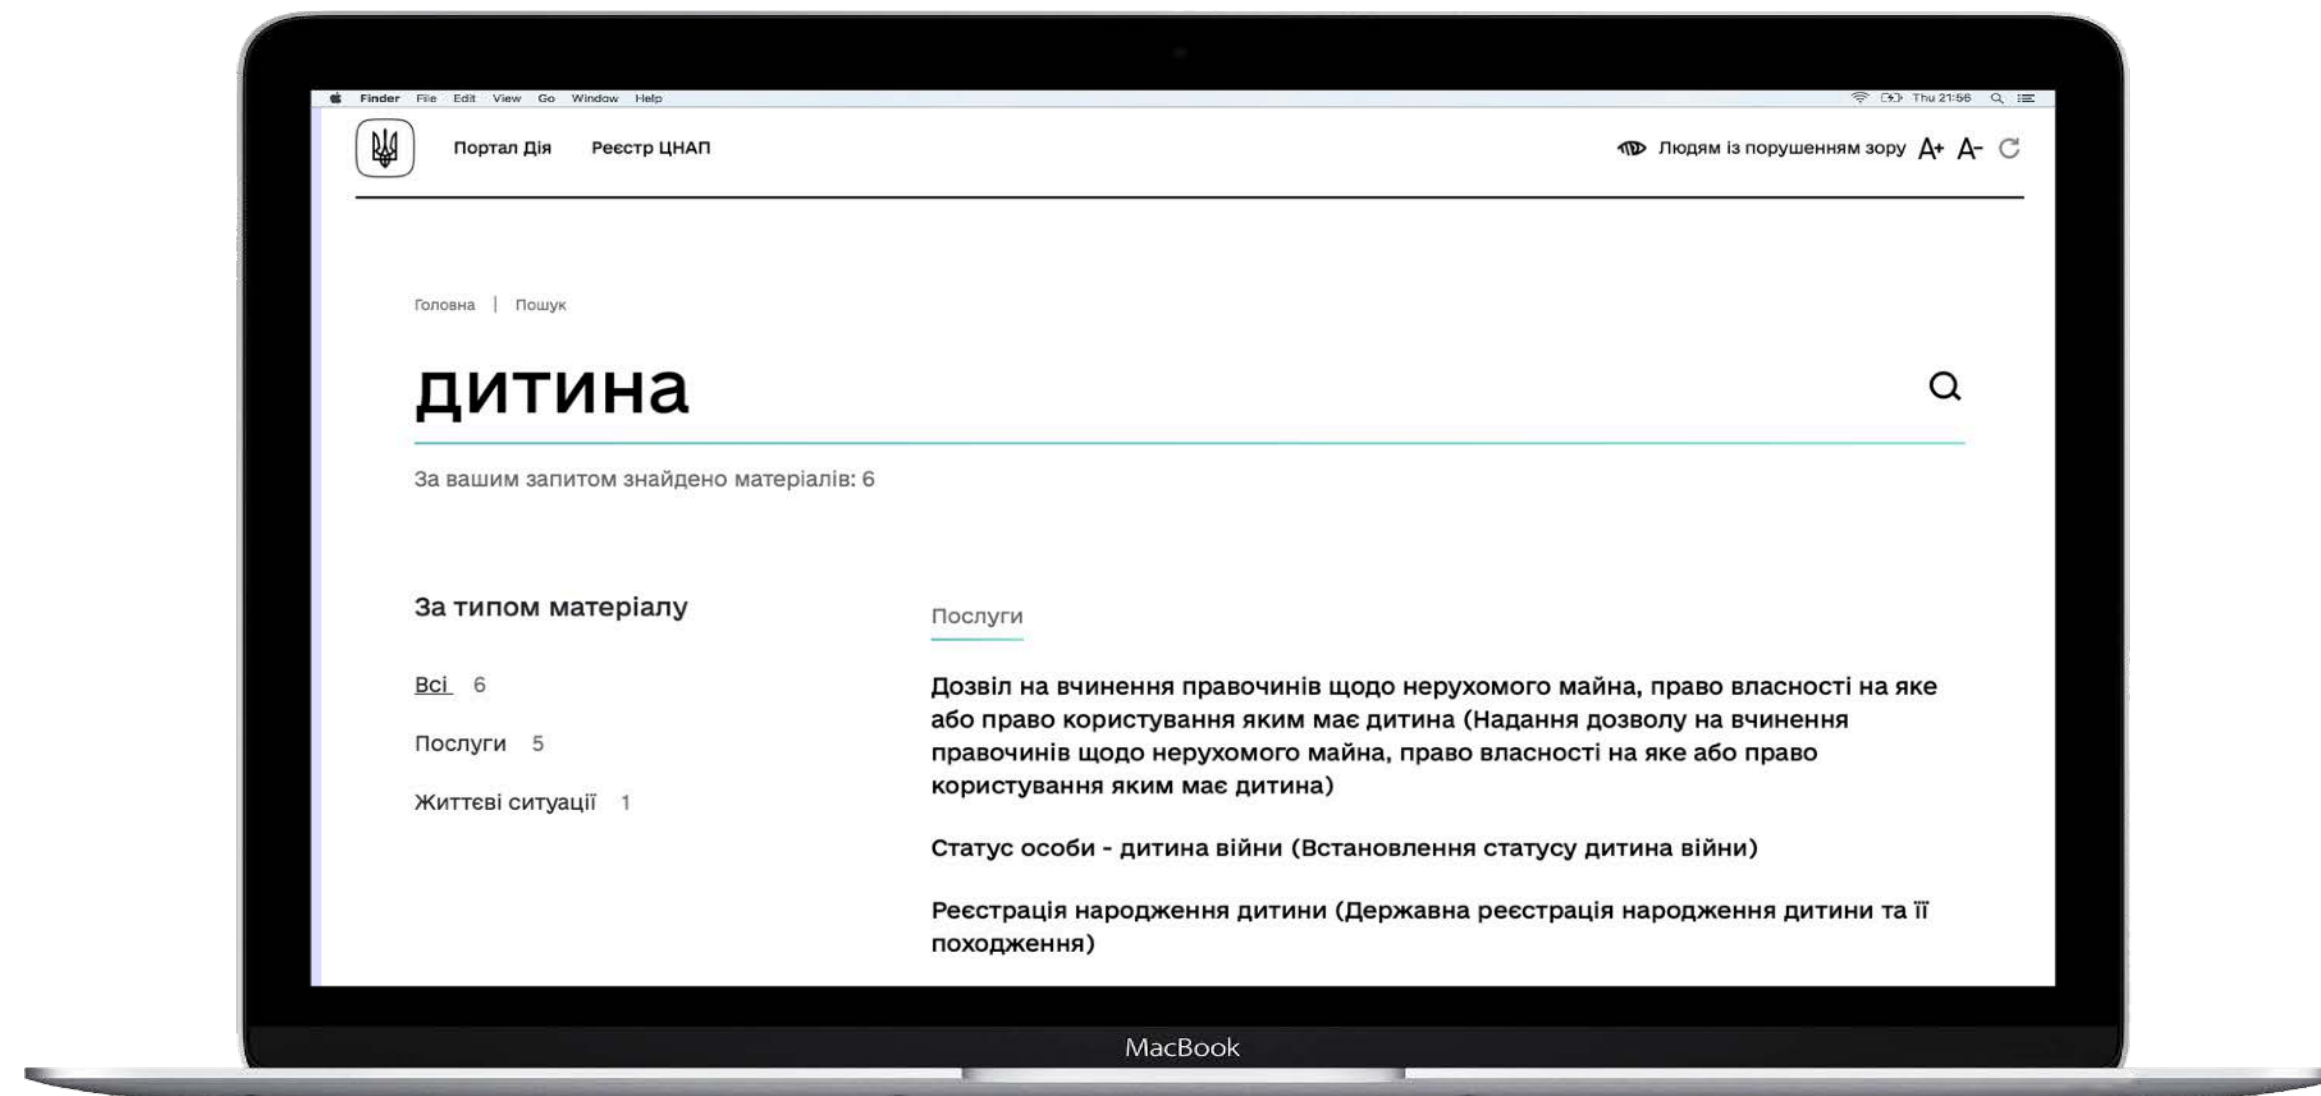 Finder File Edit View Go Window Help Thu 21:56
Портал Дія Реєстр ЦНАП Людям із порушенням зору A+ A-
Головна | Пошук
дитина
За вашим запитом знайдено матеріалів: 6
За типом матеріалу
Всі 6
Послуги 5
Життєві ситуації 1
Послуги
Дозвіл на вчинення правочинів щодо нерухомого майна, право власності на яке
або право користування яким має дитина (Надання дозволу на вчинення
правочинів щодо нерухомого майна, право власності на яке або право
користування яким має дитина)
Статус особи - дитина війни (Встановлення статусу дитина війни)
Реєстрація народження дитини (Державна реєстрація народження дитини та її
походження)
MacBook